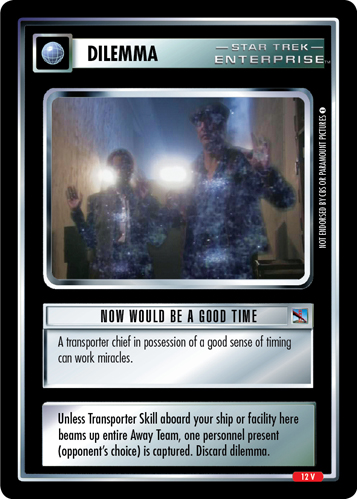 DILEMMA
STAR TREK
ENTERPRISE™
NOT ENDORSED BY CBS OR PARAMOUNT PICTURES
NOW WOULD BE A GOOD TIME
A transporter chief in possession of a good sense of timing
can work miracles.
Unless Transporter Skill aboard your ship or facility here
beams up entire Away Team, one personnel present
(opponent's choice) is captured. Discard dilemma.
12 V